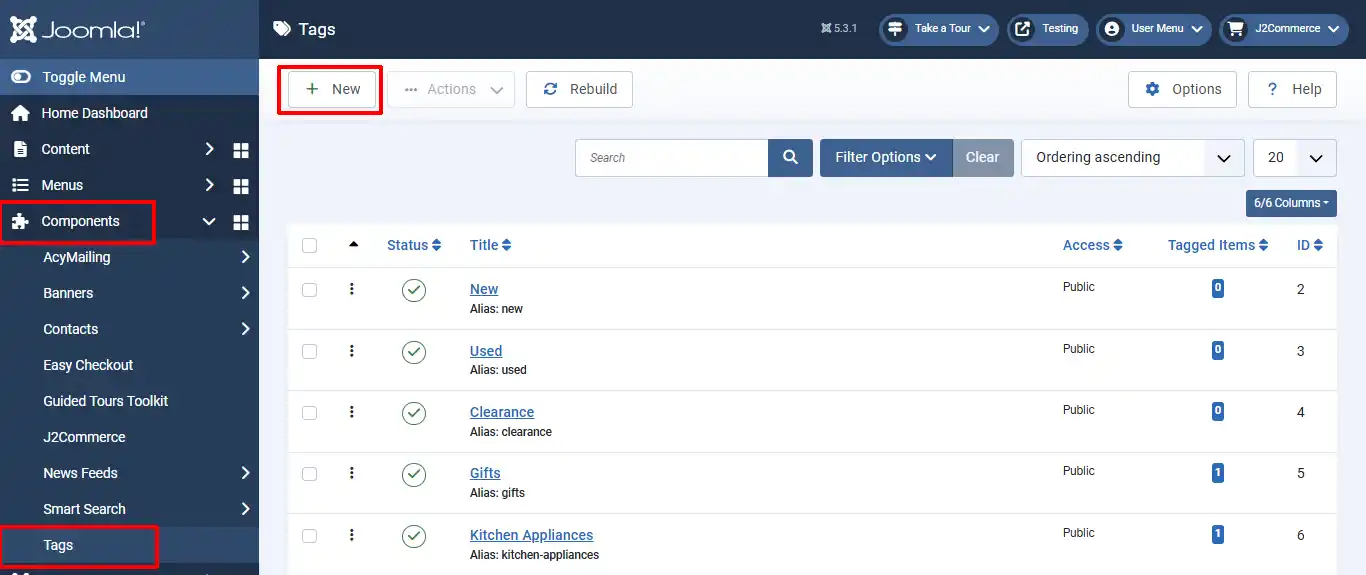 Joomla!
Tags
5.3.1
Take a Tour
Testing
User Menu
J2Commerce
Toggle Menu
Home Dashboard
Content
Menus
Components
AcyMailing
Banners
Contacts
Easy Checkout
Guided Tours Toolkit
J2Commerce
News Feeds
Smart Search
Tags
+ New
... Actions
Rebuild
Options
? Help
Search
Filter Options
Clear
Ordering ascending
20
6/6 Columns
Status Title Access Tagged Items ID
New Public 0 2
Alias: new
Used Public 0 3
Alias: used
Clearance Public 0 4
Alias: clearance
Gifts Public 1 5
Alias: gifts
Kitchen Appliances Public 1 6
Alias: kitchen-appliances